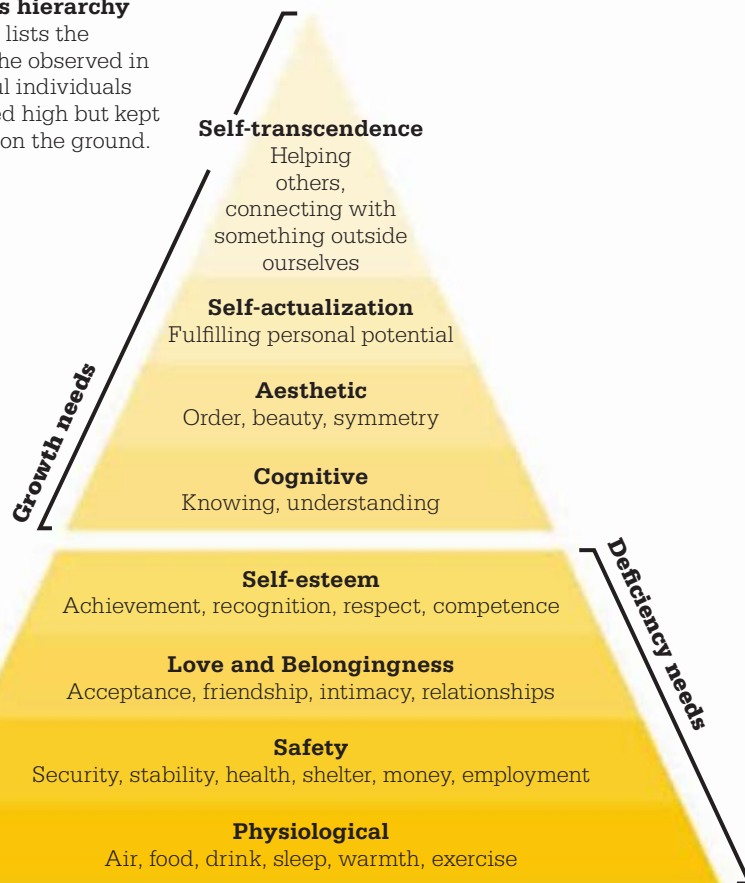 s hierarchy
lists the
he observed in
ul individuals
ed high but kept
on the ground.
Self-transcendence
Helping
others,
connecting with
something outside
ourselves
Self-actualization
Fulfilling personal potential
Aesthetic
Order, beauty, symmetry
Cognitive
Knowing, understanding
Growth needs
Self-esteem
Achievement, recognition, respect, competence
Love and Belongingness
Acceptance, friendship, intimacy, relationships
Safety
Security, stability, health, shelter, money, employment
Physiological
Air, food, drink, sleep, warmth, exercise
Deficiency needs